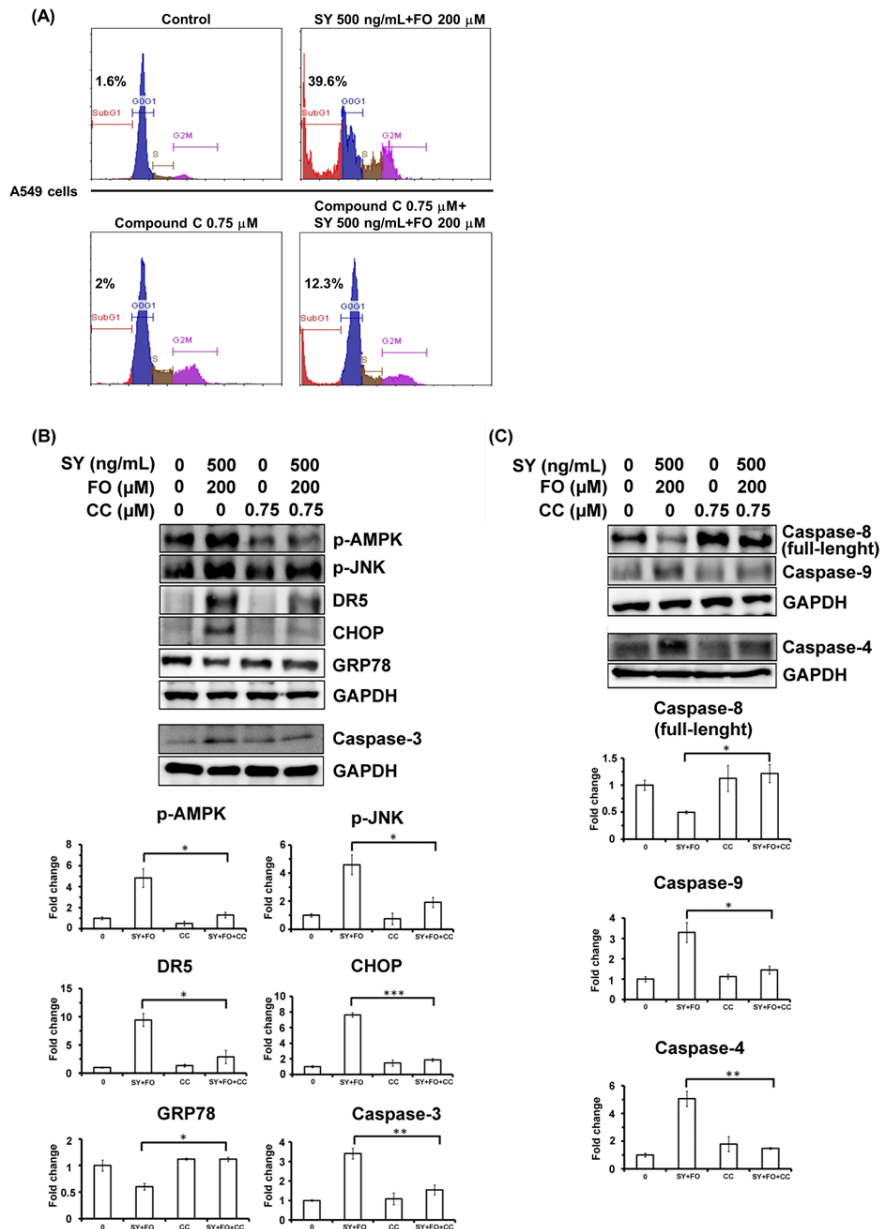 (A)
Control
SY 500 ng/mL+FO 200 μM
1.6%
SubG1
G0G1
S
G2M
39.6%
SubG1
G0G1
S
G2M
A549 cells
Compound C 0.75 μM
Compound C 0.75 μM+
SY 500 ng/mL+FO 200 μM
2%
SubG1
G0G1
S
G2M
12.3%
SubG1
G0G1
S
G2M
(B)
SY (ng/mL) 0 500 0 500
FO (μM) 0 200 0 200
CC (μM) 0 0 0.75 0.75
p-AMPK
p-JNK
DR5
CHOP
GRP78
GAPDH
Caspase-3
GAPDH
p-AMPK
Fold change
8
6
4
2
0
*
0 SY+FO CC SY+FO+CC
p-JNK
Fold change
6
4
2
0
*
0 SY+FO CC SY+FO+CC
DR5
Fold change
15
10
5
0
*
0 SY+FO CC SY+FO+CC
CHOP
Fold change
10
8
6
4
2
0
***
0 SY+FO CC SY+FO+CC
GRP78
Fold change
2
1.5
1
0.5
0
*
0 SY+FO CC SY+FO+CC
Caspase-3
Fold change
5
4
3
2
1
0
**
0 SY+FO CC SY+FO+CC
(C)
SY (ng/mL) 0 500 0 500
FO (μM) 0 200 0 200
CC (μM) 0 0 0.75 0.75
Caspase-8
(full-lenght)
Caspase-9
GAPDH
Caspase-4
GAPDH
Caspase-8
(full-lenght)
Fold change
1.5
1
0.5
0
*
0 SY+FO CC SY+FO+CC
Caspase-9
Fold change
4
3
2
1
0
*
0 SY+FO CC SY+FO+CC
Caspase-4
Fold change
6
4
2
0
**
0 SY+FO CC SY+FO+CC